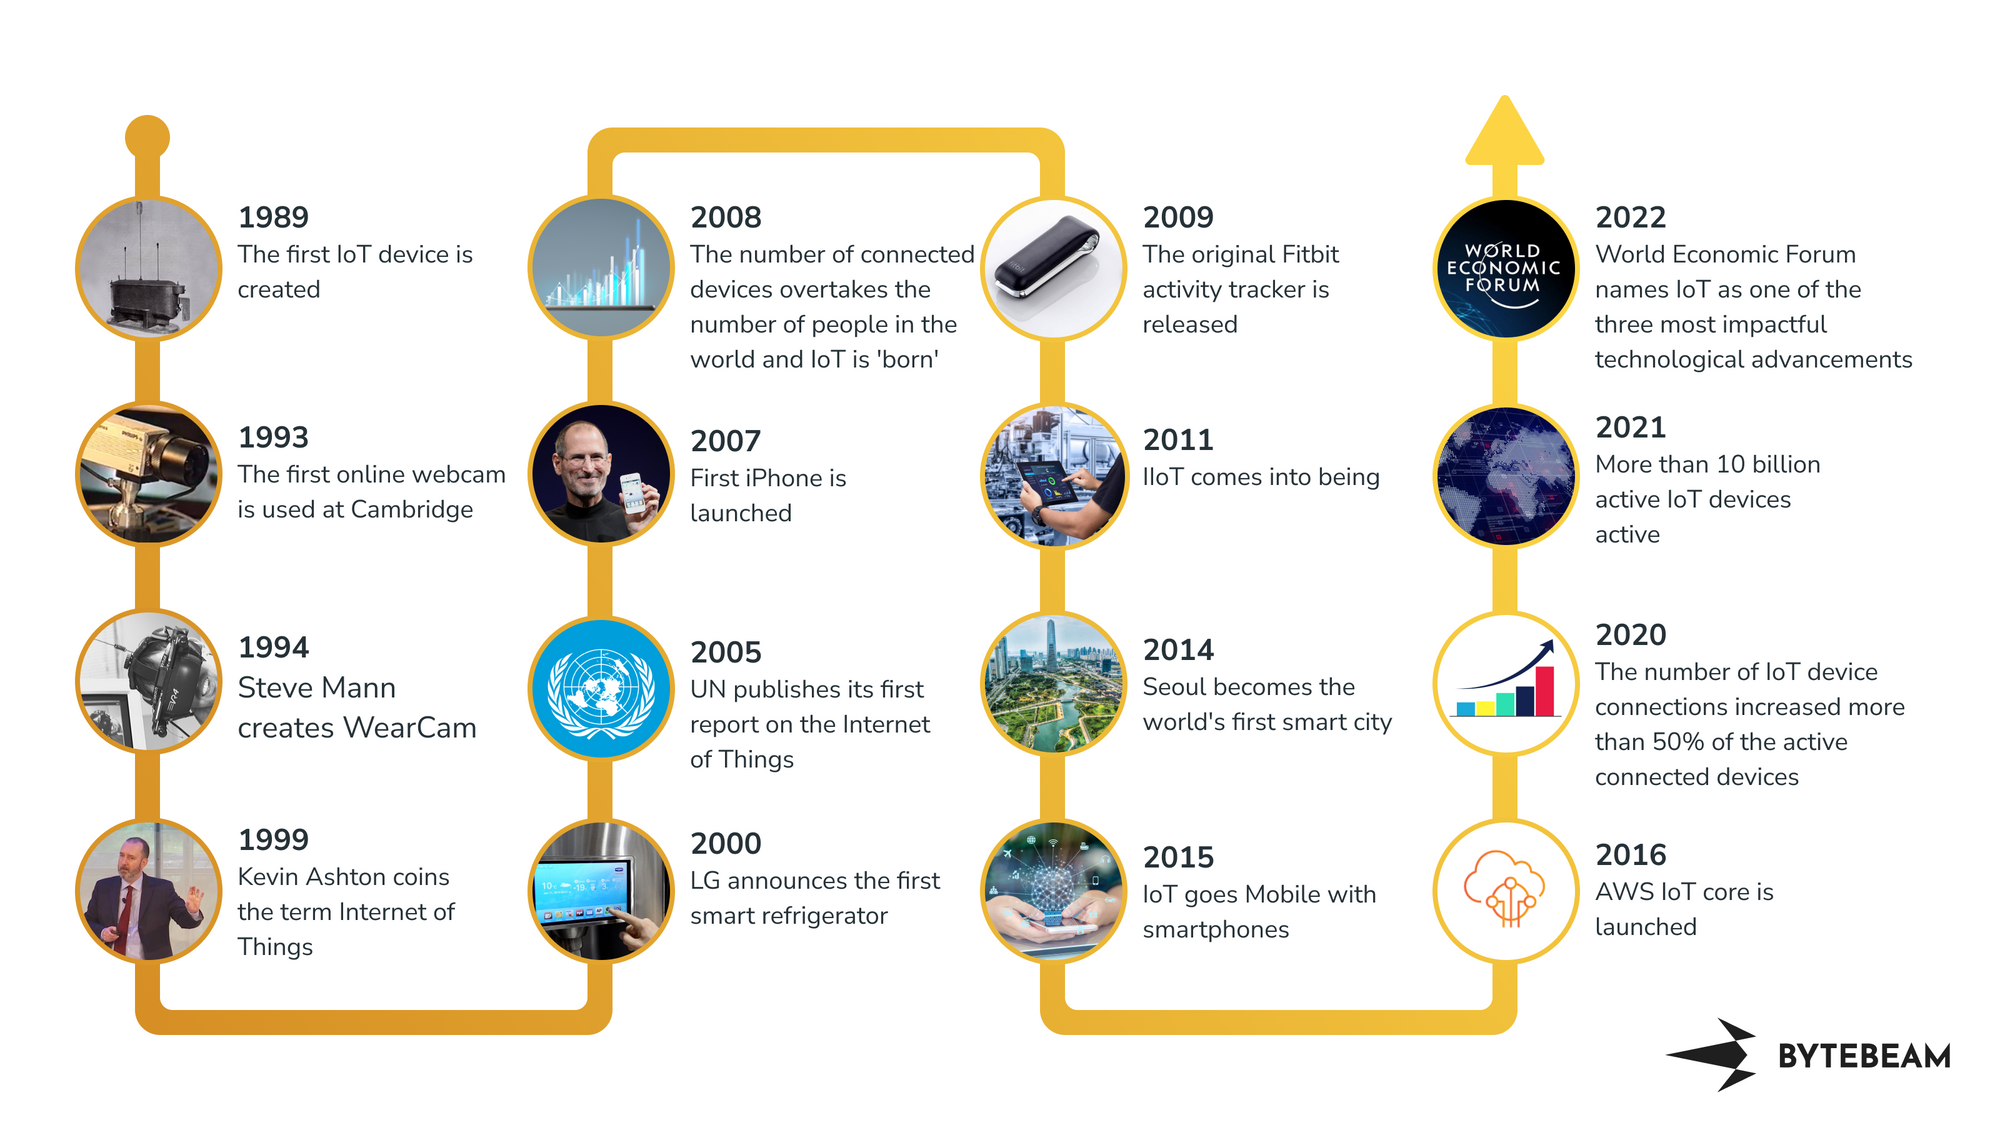 1989
The first IoT device is
created
1993
The first online webcam
is used at Cambridge
1994
Steve Mann
creates WearCam
1999
Kevin Ashton coins
the term Internet of
Things
2000
LG announces the first
smart refrigerator
2005
UN publishes its first
report on the Internet
of Things
2007
First iPhone is
launched
2008
The number of connected
devices overtakes the
number of people in the
world and IoT is 'born'
2009
The original Fitbit
activity tracker is
released
fitbit
2011
IIoT comes into being
2014
Seoul becomes the
world's first smart city
2015
IoT goes Mobile with
smartphones
2016
AWS IoT core is
launched
2020
The number of IoT device
connections increased more
than 50% of the active
connected devices
2021
More than 10 billion
active IoT devices
active
2022
World Economic Forum
names IoT as one of the
three most impactful
technological advancements
WORLD
ECONOMIC
FORUM
BYTEBEAM